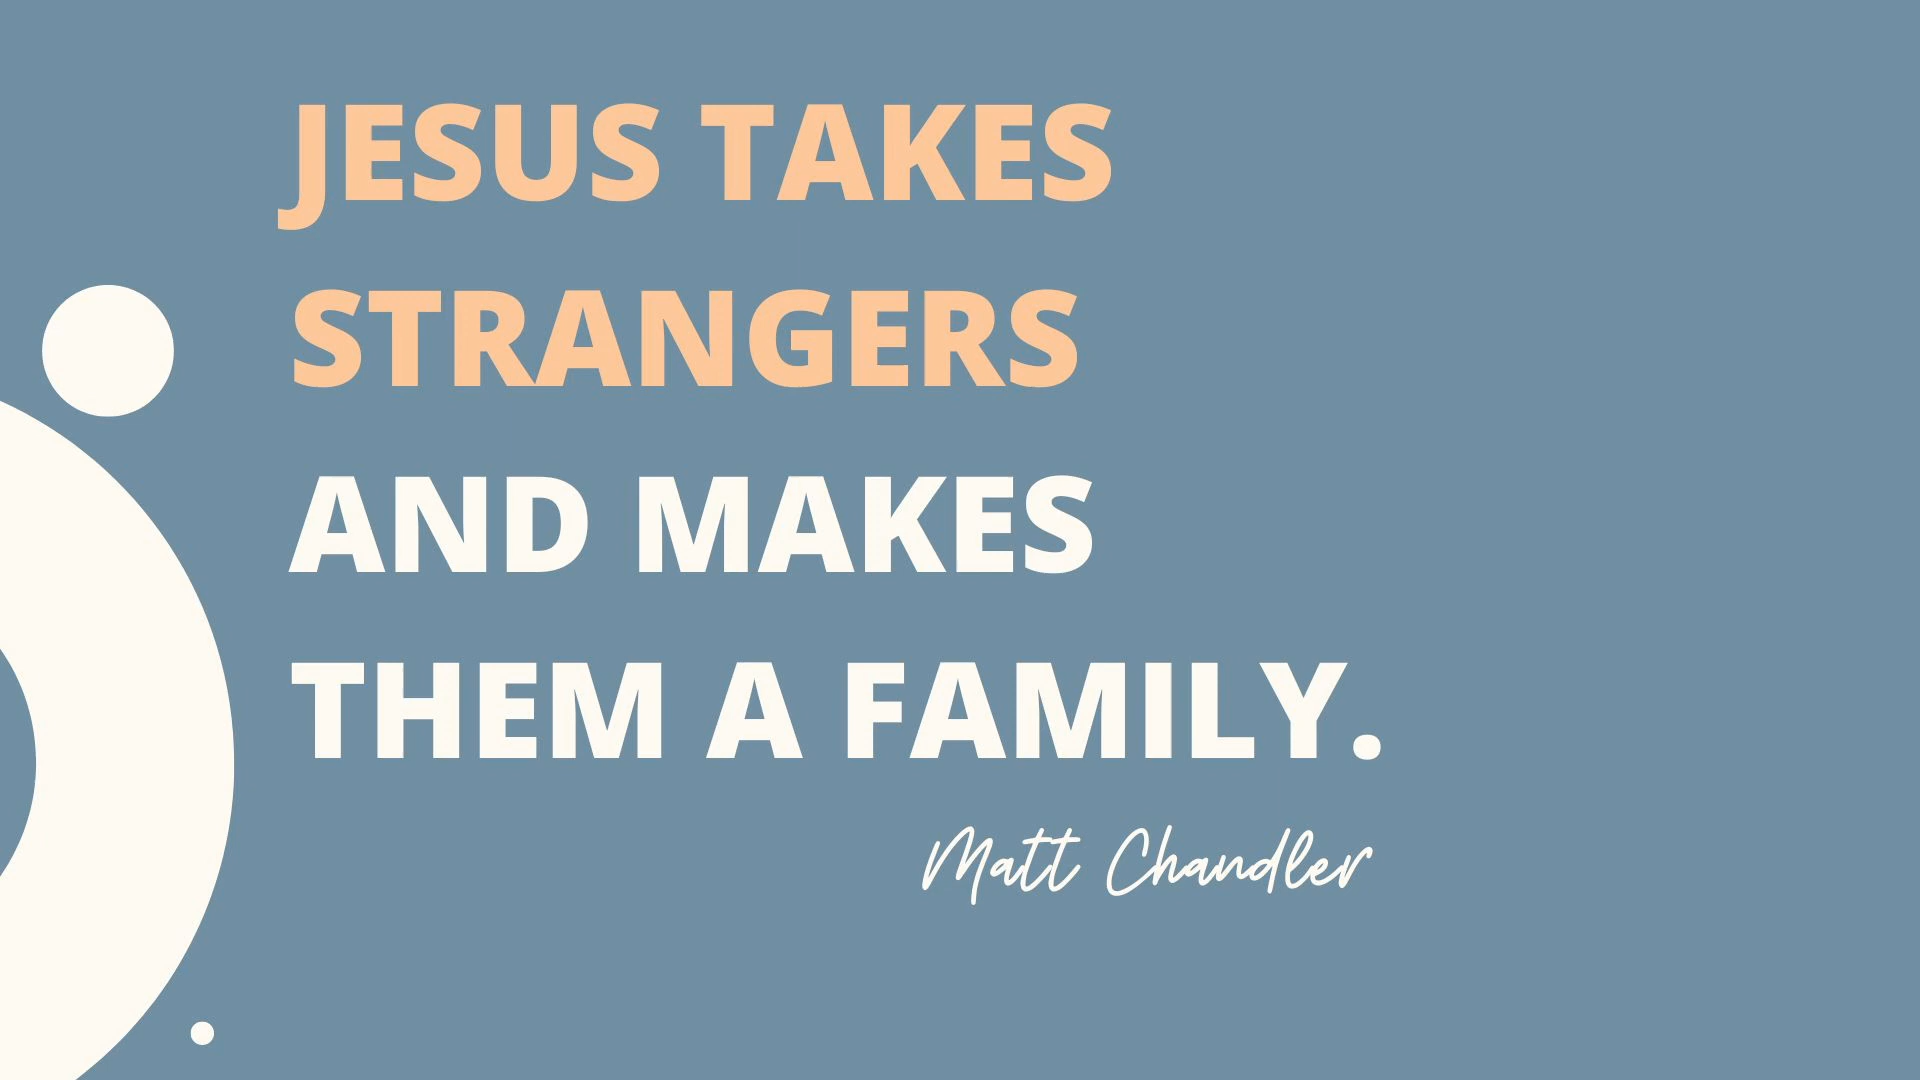 JESUS TAKES
STRANGERS
AND MAKES
THEM A FAMILY.
Matt Chandler